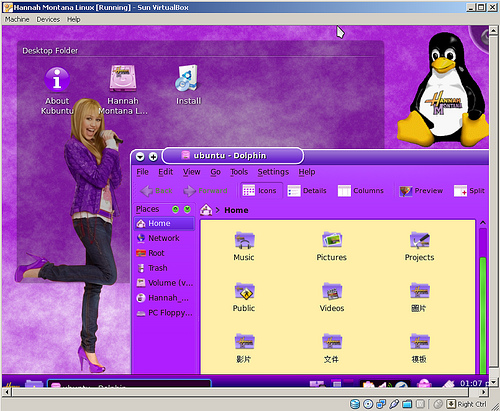 Hannah Montana Linux [Running] - Sun VirtualBox
Machine Devices Help
Desktop Folder
About Kubuntu
Hannah Montana L...
Install
HANNAH MONTANA
ubuntu - Dolphin
File Edit View Go Tools Settings Help
Back Forward Icons Details Columns Preview Split
Places
Home
Home
Network
Root
Trash
Volume (v...
Hannah_...
PC Floppy...
Music Pictures Projects
Public Videos 圖片
影片 文件 模板
ubuntu - Dolphin
01:07
Right Ctrl